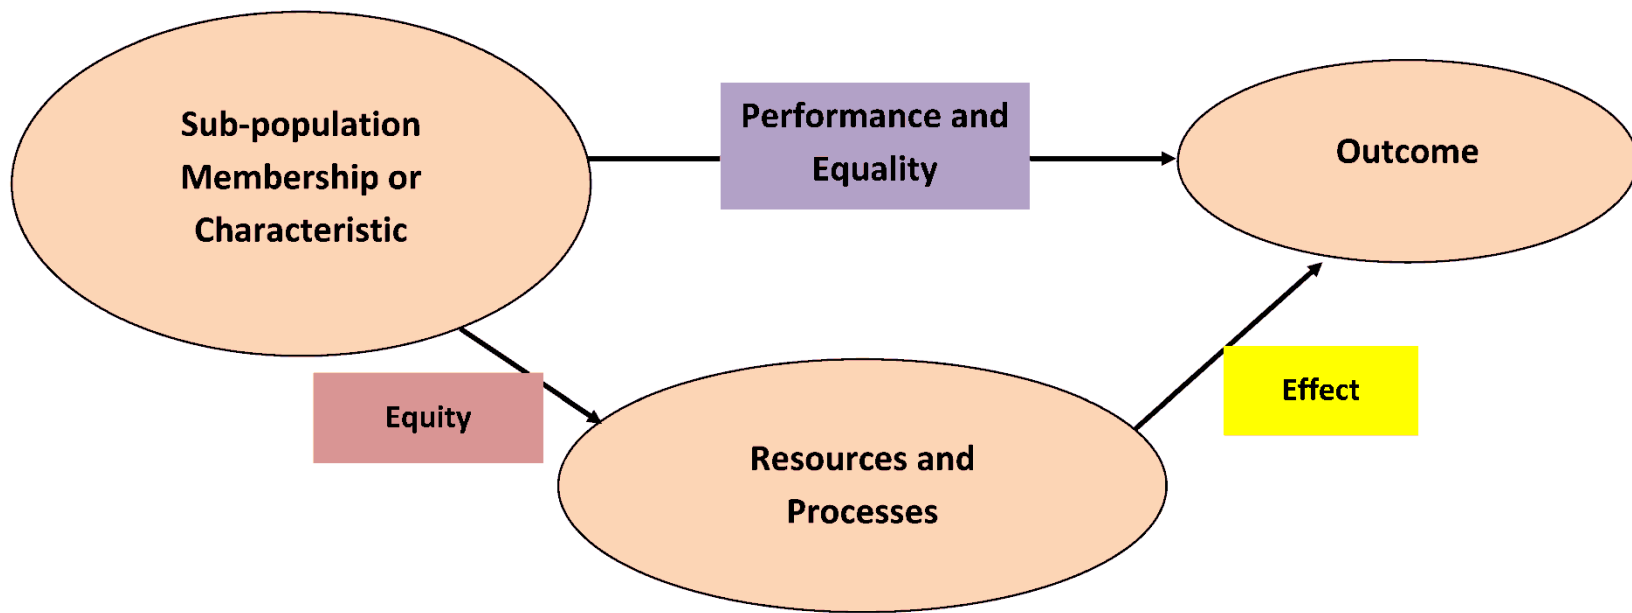 Sub-population
Membership or
Characteristic
Performance and
Equality
Outcome
Equity
Effect
Resources and
Processes